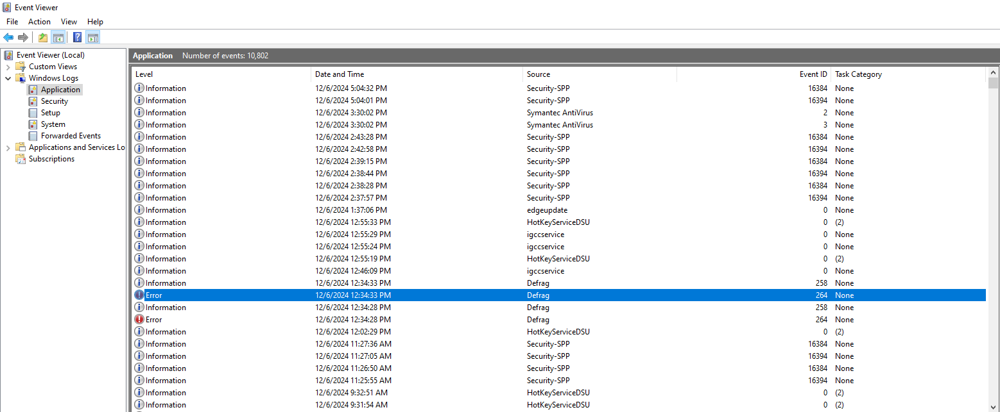 Event Viewer
File Action View Help
Event Viewer (Local)
Custom Views
Windows Logs
Application
Security
Setup
System
Forwarded Events
Applications and Services Lo
Subscriptions
Application Number of events: 10,802
Level Date and Time Source Event ID Task Category
Information 12/6/2024 5:04:32 PM Security-SPP 16384 None
Information 12/6/2024 5:04:01 PM Security-SPP 16394 None
Information 12/6/2024 3:30:02 PM Symantec AntiVirus 2 None
Information 12/6/2024 3:30:02 PM Symantec AntiVirus 3 None
Information 12/6/2024 2:43:28 PM Security-SPP 16384 None
Information 12/6/2024 2:42:58 PM Security-SPP 16394 None
Information 12/6/2024 2:39:15 PM Security-SPP 16384 None
Information 12/6/2024 2:38:44 PM Security-SPP 16394 None
Information 12/6/2024 2:38:28 PM Security-SPP 16384 None
Information 12/6/2024 2:37:57 PM Security-SPP 16394 None
Information 12/6/2024 1:37:06 PM edgeupdate 0 None
Information 12/6/2024 12:55:33 PM HotKeyServiceDSU 0 (2)
Information 12/6/2024 12:55:29 PM igccservice 0 None
Information 12/6/2024 12:55:24 PM igccservice 0 None
Information 12/6/2024 12:55:19 PM HotKeyServiceDSU 0 (2)
Information 12/6/2024 12:46:09 PM igccservice 0 None
Information 12/6/2024 12:34:33 PM Defrag 258 None
Error 12/6/2024 12:34:33 PM Defrag 264 None
Information 12/6/2024 12:34:28 PM Defrag 258 None
Error 12/6/2024 12:34:28 PM Defrag 264 None
Information 12/6/2024 12:02:29 PM HotKeyServiceDSU 0 (2)
Information 12/6/2024 11:27:36 AM Security-SPP 16384 None
Information 12/6/2024 11:27:05 AM Security-SPP 16394 None
Information 12/6/2024 11:26:50 AM Security-SPP 16384 None
Information 12/6/2024 11:25:55 AM Security-SPP 16394 None
Information 12/6/2024 9:32:51 AM HotKeyServiceDSU 0 (2)
Information 12/6/2024 9:31:54 AM HotKeyServiceDSU 0 (2)